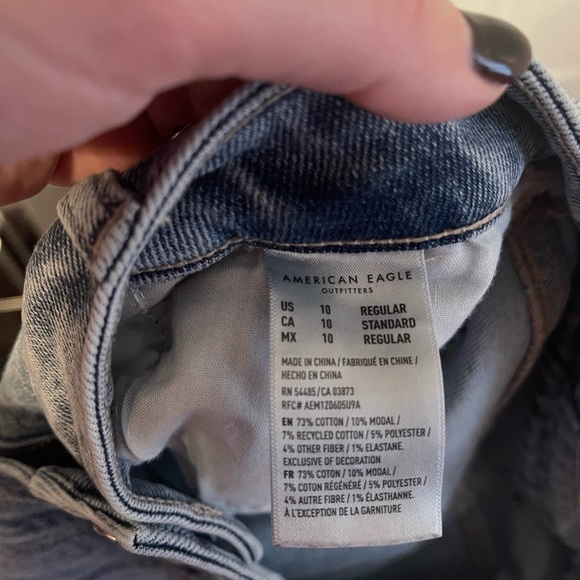 AMERICAN EAGLE
OUTFITTERS
US 10 REGULAR
CA 10 STANDARD
MX 10 REGULAR
MADE IN CHINA / FABRIQUÉ EN CHINE /
HECHO EN CHINA
RN 54485/CA 03873
RFC# AEM120605U9A
EN 73% COTTON / 10% MODAL /
7% RECYCLED COTTON / 5% POLYESTER /
4% OTHER FIBER / 1% ELASTANE.
EXCLUSIVE OF DECORATION
FR 73% COTON / 10% MODAL /
7% COTON RÉGÉNÉRÉ / 5% POLYESTER /
4% AUTRE FIBRE / 1% ÉLASTHANNE.
À L'EXCEPTION DE LA GARNITURE